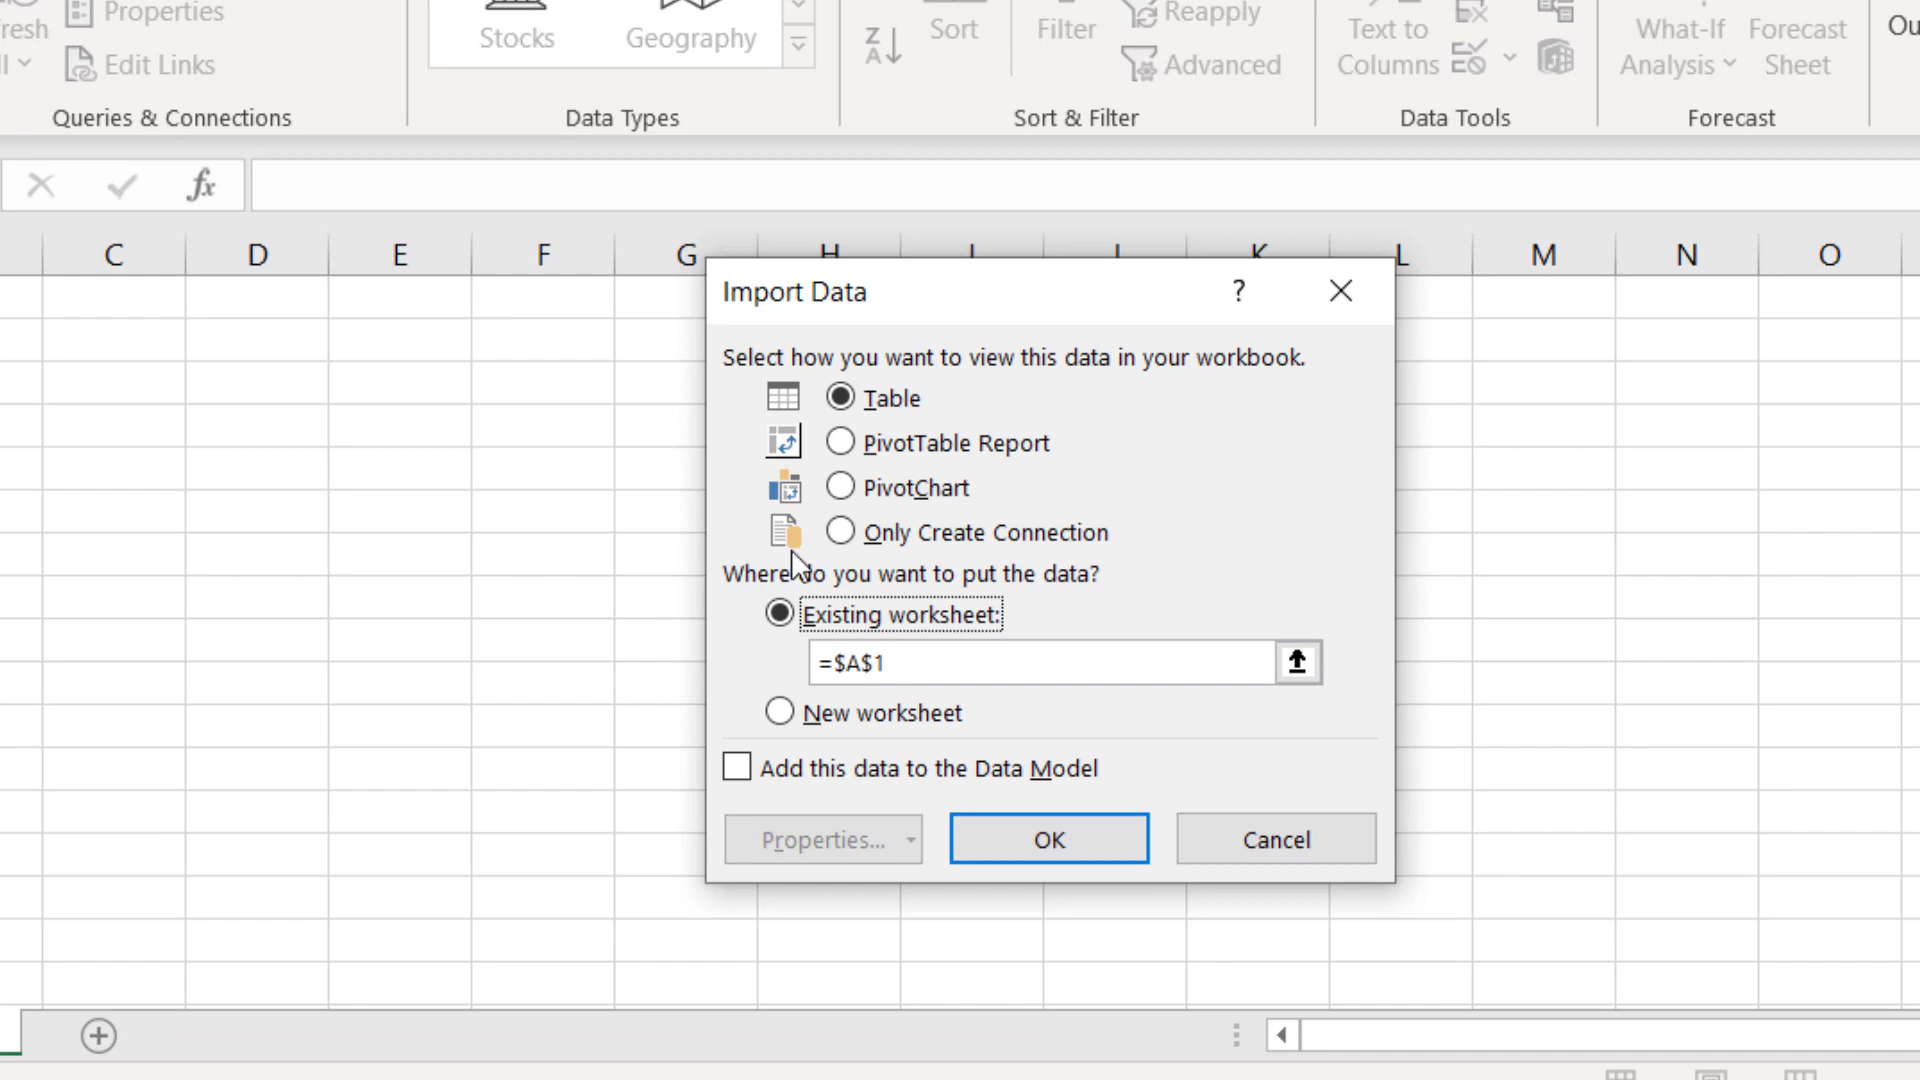 Properties
Stocks
Geography
Sort
Filter
Reapply
Text to
Columns
What-If
Analysis
Forecast
Sheet
Edit Links
Z
A
Advanced
Queries & Connections
Data Types
Sort & Filter
Data Tools
Forecast
fx
C D E F G H K L M N O
Import Data
?
Select how you want to view this data in your workbook.
Table
PivotTable Report
PivotChart
Only Create Connection
Where do you want to put the data?
Existing worksheet:
=$A$1
New worksheet
Add this data to the Data Model
Properties...
OK
Cancel